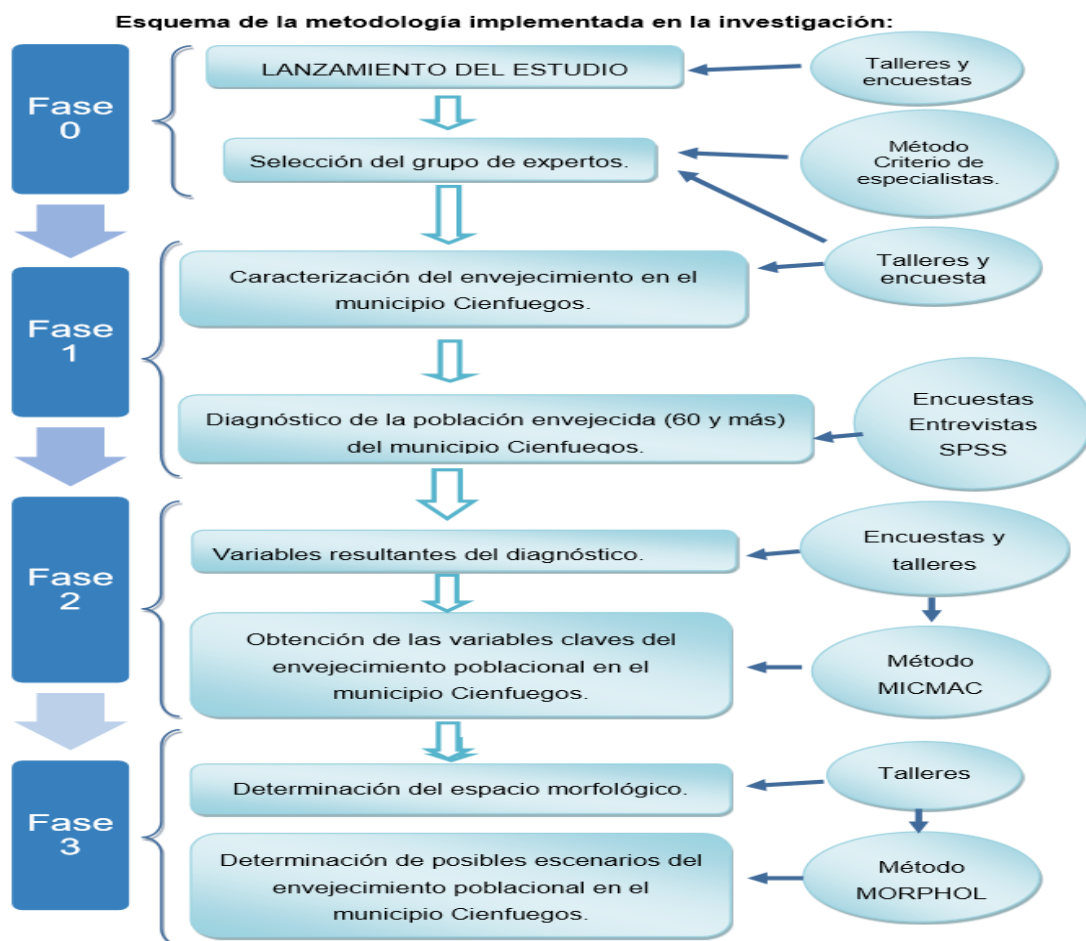 Esquema de la metodología implementada en la investigación:
Fase
0
LANZAMIENTO DEL ESTUDIO
Talleres y
encuestas
Selección del grupo de expertos.
Método
Criterio de
especialistas.
Fase
1
Caracterización del envejecimiento en el
municipio Cienfuegos.
Talleres y
encuesta
Diagnóstico de la población envejecida (60 y más)
del municipio Cienfuegos.
Encuestas
Entrevistas
SPSS
Fase
2
Variables resultantes del diagnóstico.
Encuestas y
talleres
Obtención de las variables claves del
envejecimiento poblacional en el
municipio Cienfuegos.
Método
MICMAC
Fase
3
Determinación del espacio morfológico.
Talleres
Determinación de posibles escenarios del
envejecimiento poblacional en el
municipio Cienfuegos.
Método
MORPHOL